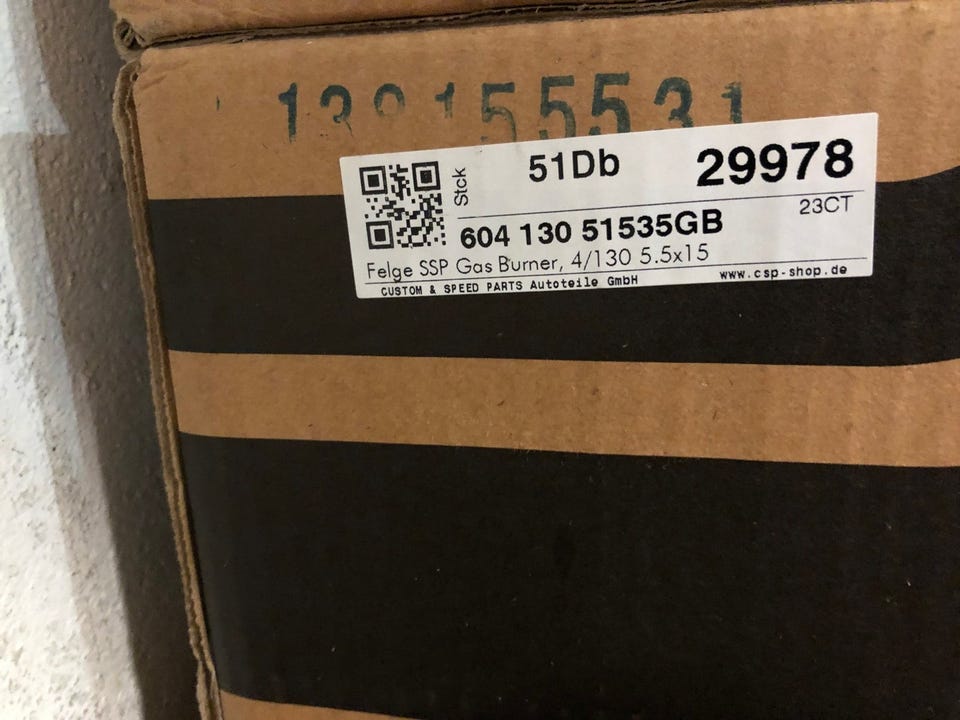 Stck
51Db
29978
604 130 51535GB
23CT
Felge SSP Gas Burner, 4/130 5.5x15
CUSTOM & SPEED PARTS Autoteile GmbH
www.csp-shop.de